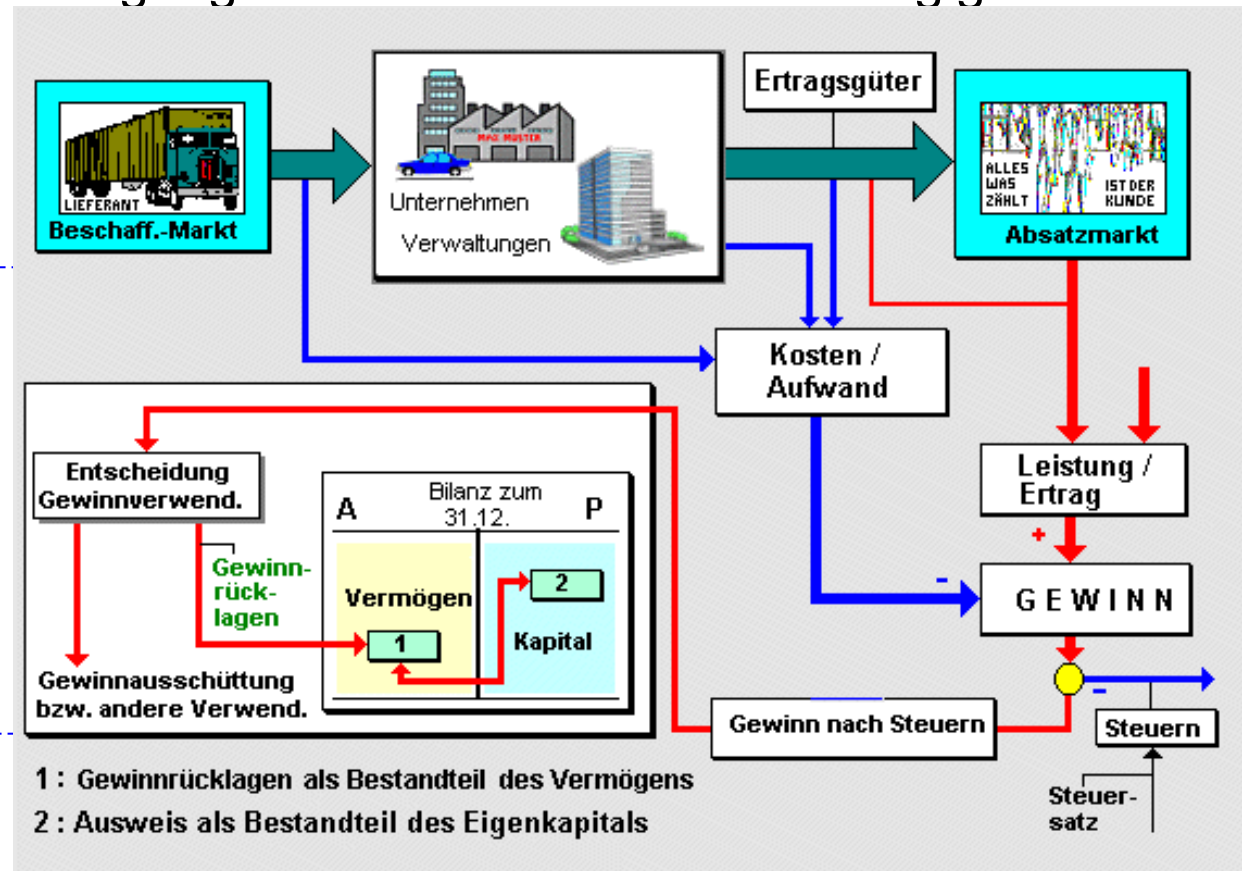 Ertragsgüter
LIEFERANT
Beschaff.-Markt
MAX MUSTER
Unternehmen
Verwaltungen
ALLES
WAS
ZÄHLT
IST DER
KUNDE
Absatzmarkt
Kosten /
Aufwand
Leistung /
Ertrag
+
-
G E W I N N
-
Steuern
Steuer-
satz
Gewinn nach Steuern
Entscheidung
Gewinnverwend.
Gewinn-
rück-
lagen
Gewinnausschüttung
bzw. andere Verwend.
A
Bilanz zum
31.12.
P
Vermögen
1
2
Kapital
1 : Gewinnrücklagen als Bestandteil des Vermögens
2 : Ausweis als Bestandteil des Eigenkapitals